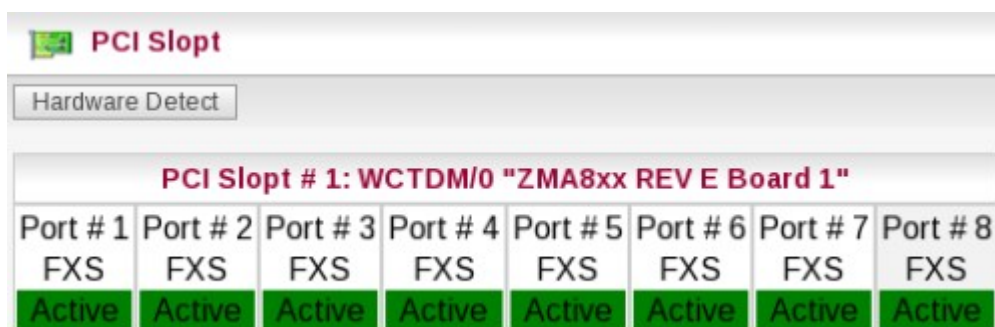 PCI Slopt
Hardware Detect
PCI Slopt # 1: WCTDM/0 "ZMA8xx REV E Board 1"
Port # 1 Port # 2 Port # 3 Port # 4 Port # 5 Port # 6 Port # 7 Port # 8
FXS FXS FXS FXS FXS FXS FXS FXS
Active Active Active Active Active Active Active Active